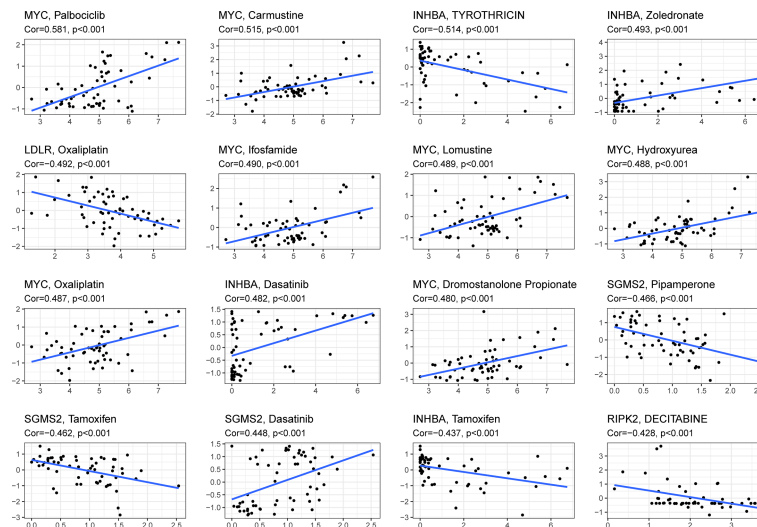 MYC, Palbociclib
Cor=0.581, p<0.001
MYC, Carmustine
Cor=0.515, p<0.001
INHBA, TYROTHRICIN
Cor=−0.514, p<0.001
INHBA, Zoledronate
Cor=0.493, p<0.001
LDLR, Oxaliplatin
Cor=−0.492, p<0.001
MYC, Ifosfamide
Cor=0.490, p<0.001
MYC, Lomustine
Cor=0.489, p<0.001
MYC, Hydroxyurea
Cor=0.488, p<0.001
MYC, Oxaliplatin
Cor=0.487, p<0.001
INHBA, Dasatinib
Cor=0.482, p<0.001
MYC, Dromostanolone Propionate
Cor=0.480, p<0.001
SGMS2, Pipamperone
Cor=−0.466, p<0.001
SGMS2, Tamoxifen
Cor=−0.462, p<0.001
SGMS2, Dasatinib
Cor=0.448, p<0.001
INHBA, Tamoxifen
Cor=−0.437, p<0.001
RIPK2, DECITABINE
Cor=−0.428, p<0.001